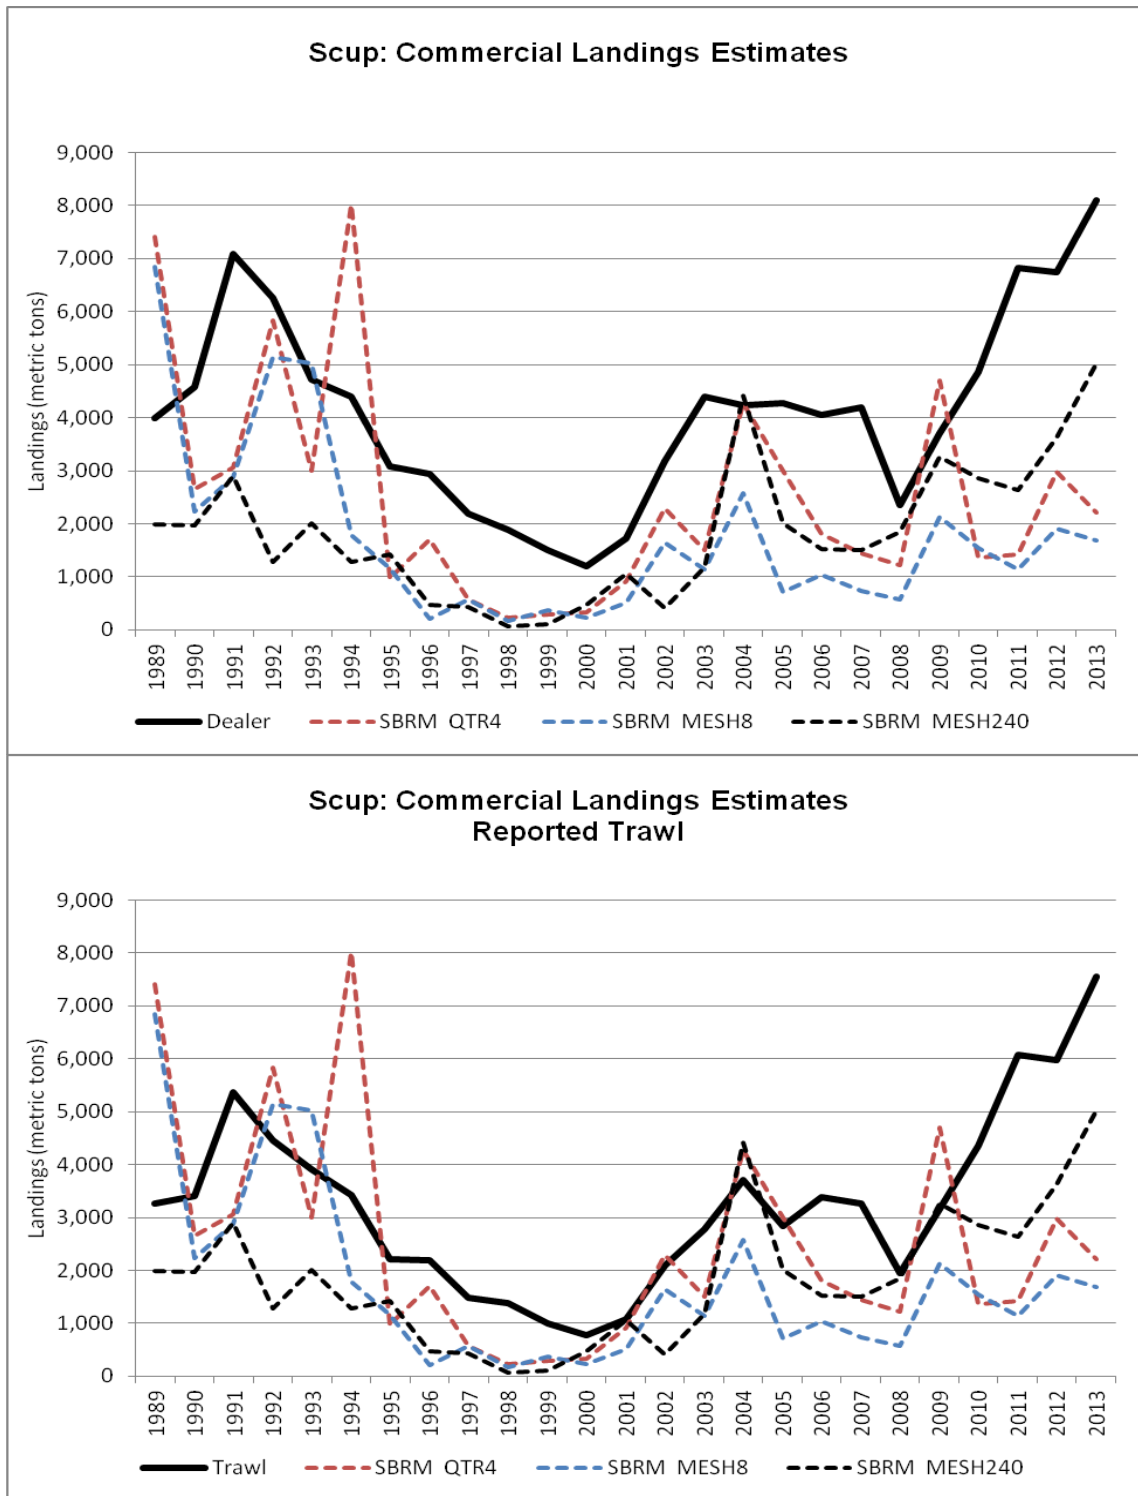 Scup: Commercial Landings Estimates
9,000
8,000
7,000
6,000
5,000
4,000
3,000
2,000
1,000
0
Landings (metric tons)
1989 1990 1991 1992 1993 1994 1995 1996 1997 1998 1999 2000 2001 2002 2003 2004 2005 2006 2007 2008 2009 2010 2011 2012 2013
Dealer SBRM QTR4 SBRM MESH8 SBRM MESH240
Scup: Commercial Landings Estimates
Reported Trawl
9,000
8,000
7,000
6,000
5,000
4,000
3,000
2,000
1,000
0
Landings (metric tons)
1989 1990 1991 1992 1993 1994 1995 1996 1997 1998 1999 2000 2001 2002 2003 2004 2005 2006 2007 2008 2009 2010 2011 2012 2013
Trawl SBRM QTR4 SBRM MESH8 SBRM MESH240